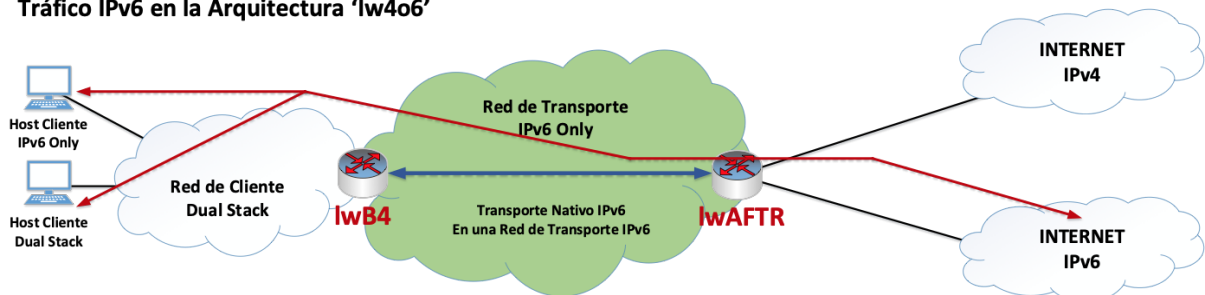 Tráfico IPv6 en la Arquitectura 'lw4o6'
Host Cliente
IPv6 Only
Host Cliente
Dual Stack
Red de Cliente
Dual Stack
lwB4
Red de Transporte
IPv6 Only
Transporte Nativo IPv6
En una Red de Transporte IPv6
lwAFTR
INTERNET
IPv4
INTERNET
IPv6